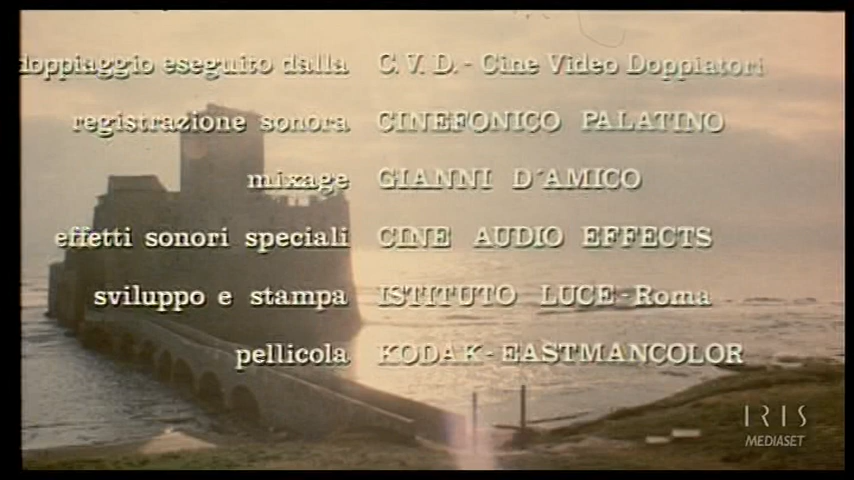 doppiaggio eseguito dalla C. V. D. - Cine Video Doppiatori
registrazione sonora CINEFONICO PALATINO
mixage GIANNI D'AMICO
effetti sonori speciali CINE AUDIO EFFECTS
sviluppo e stampa ISTITUTO LUCE - Roma
pellicola KODAK - EASTMANCOLOR
IRIS
MEDIASET